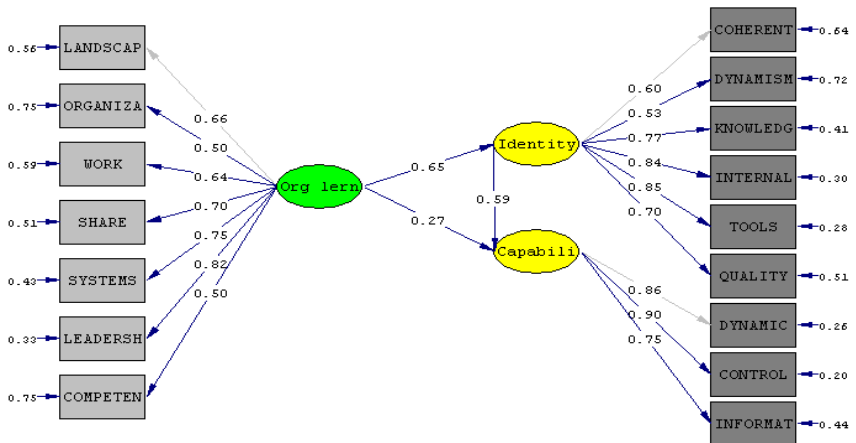 0.56 LANDSCAP
0.75 ORGANIZA
0.59 WORK
0.51 SHARE
0.43 SYSTEMS
0.33 LEADERSH
0.75 COMPETEN
0.66
0.50
0.64
0.70
0.75
0.82
0.50
Org lern
0.65
0.27
Identity
0.59
Capabili
0.60
0.53
0.77
0.84
0.85
0.70
0.86
0.90
0.75
COHERENT 0.64
DYNAMISM 0.72
KNOWLEDG 0.41
INTERNAL 0.30
TOOLS 0.28
QUALITY 0.51
DYNAMIC 0.26
CONTROL 0.20
INFORMAT 0.44